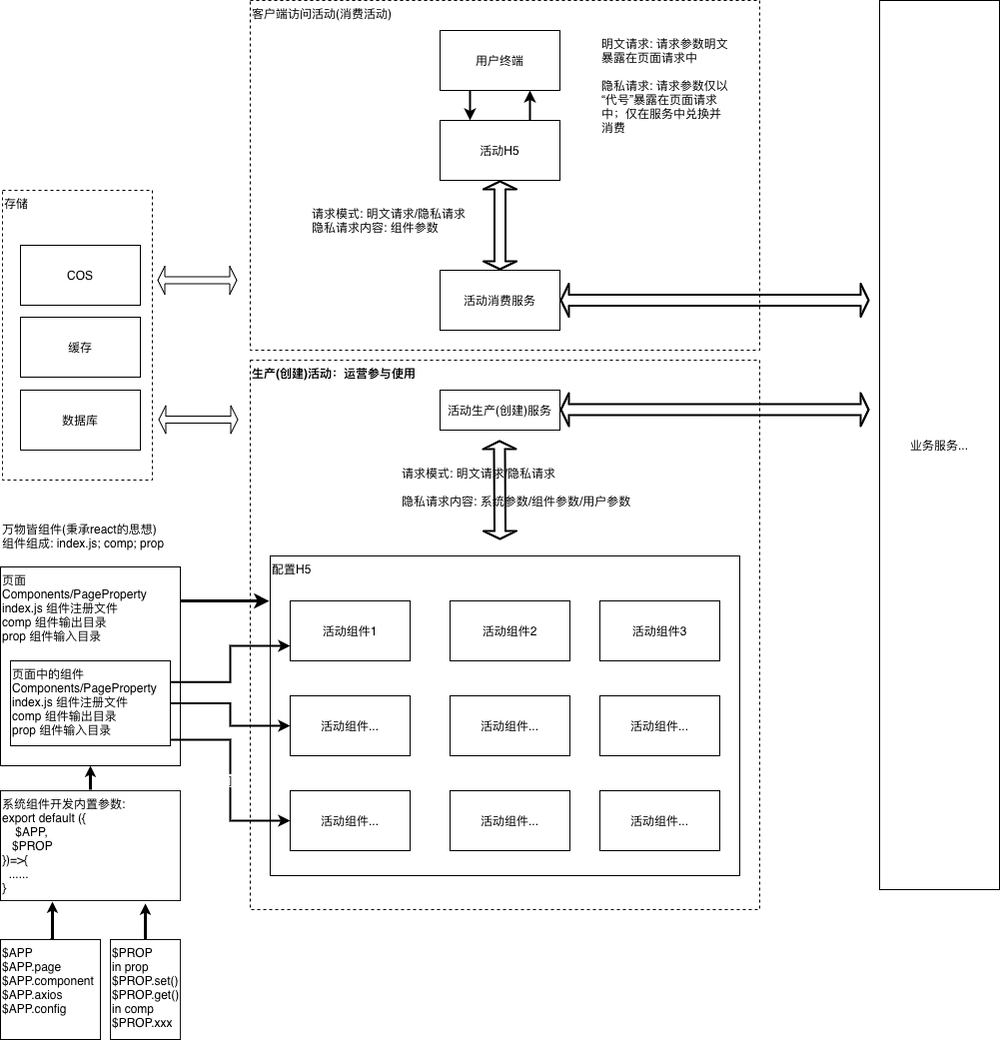 客户端访问活动(消费活动)
用户终端
明文请求: 请求参数明文
暴露在页面请求中
隐私请求: 请求参数仅以
“代号”暴露在页面请求
中；仅在服务中兑换并
消费
活动H5
请求模式: 明文请求/隐私请求
隐私请求内容: 组件参数
活动消费服务
存储
COS
缓存
数据库
生产(创建)活动：运营参与使用
活动生产(创建)服务
请求模式: 明文请求/隐私请求
隐私请求内容: 系统参数/组件参数/用户参数
业务服务...
万物皆组件(秉承react的思想)
组件组成: index.js; comp; prop
页面
Components/PageProperty
index.js 组件注册文件
comp 组件输出目录
prop 组件输入目录
页面中的组件
Components/PageProperty
index.js 组件注册文件
comp 组件输出目录
prop 组件输入目录
配置H5
活动组件1
活动组件2
活动组件3
活动组件...
活动组件...
活动组件...
活动组件...
活动组件...
活动组件...
系统组件开发内置参数:
export default ({
$APP,
$PROP
})=>{
......
}
$APP
$APP.page
$APP.component
$APP.axios
$APP.config
$PROP
in prop
$PROP.set()
$PROP.get()
in comp
$PROP.xxx